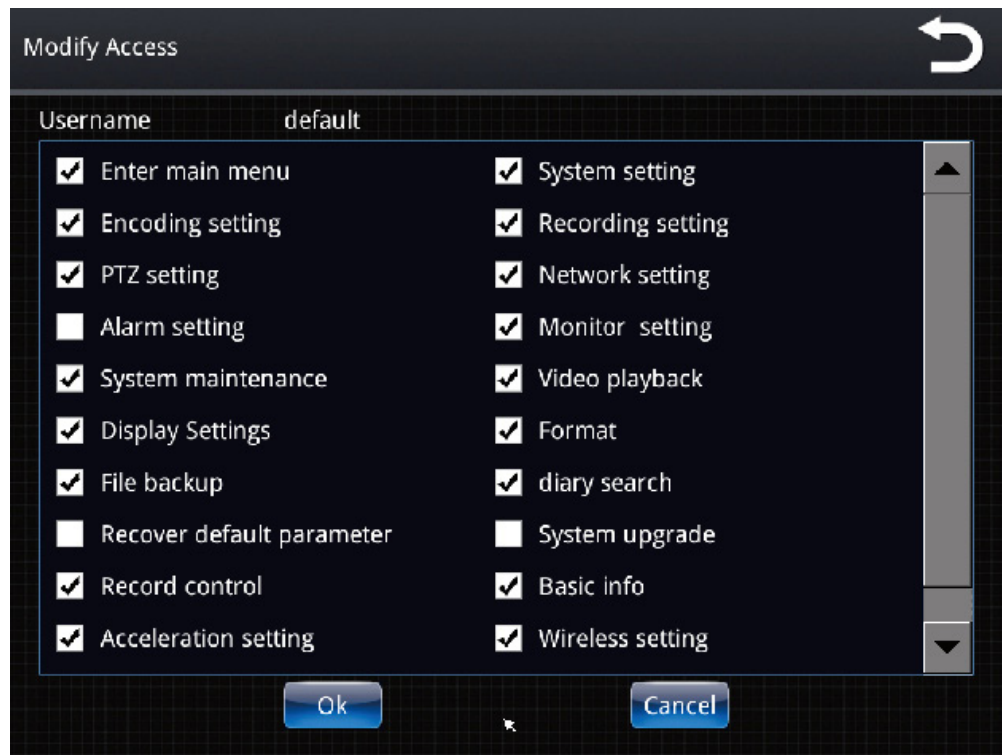 Modify Access
Username default
Enter main menu System setting
Encoding setting Recording setting
PTZ setting Network setting
Alarm setting Monitor setting
System maintenance Video playback
Display Settings Format
File backup diary search
Recover default parameter System upgrade
Record control Basic info
Acceleration setting Wireless setting
Ok Cancel